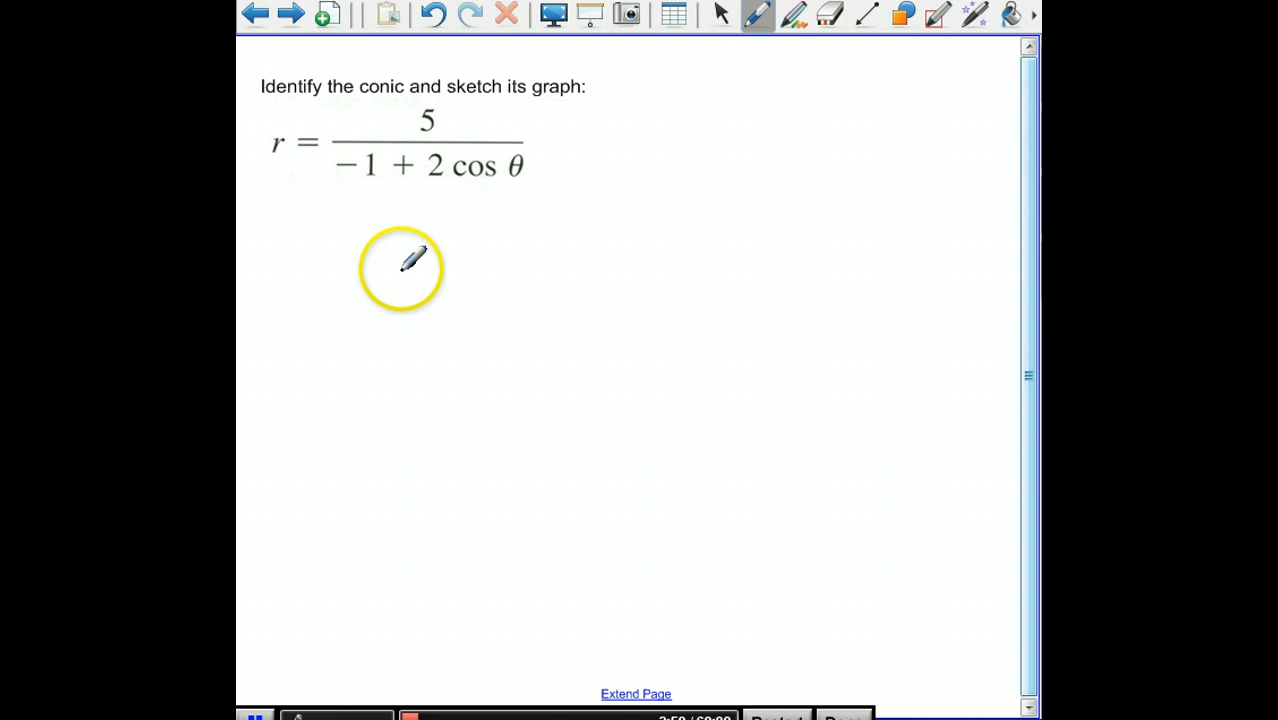 Identify the conic and sketch its graph:
r = 5 / (−1 + 2 cos θ)
Extend Page